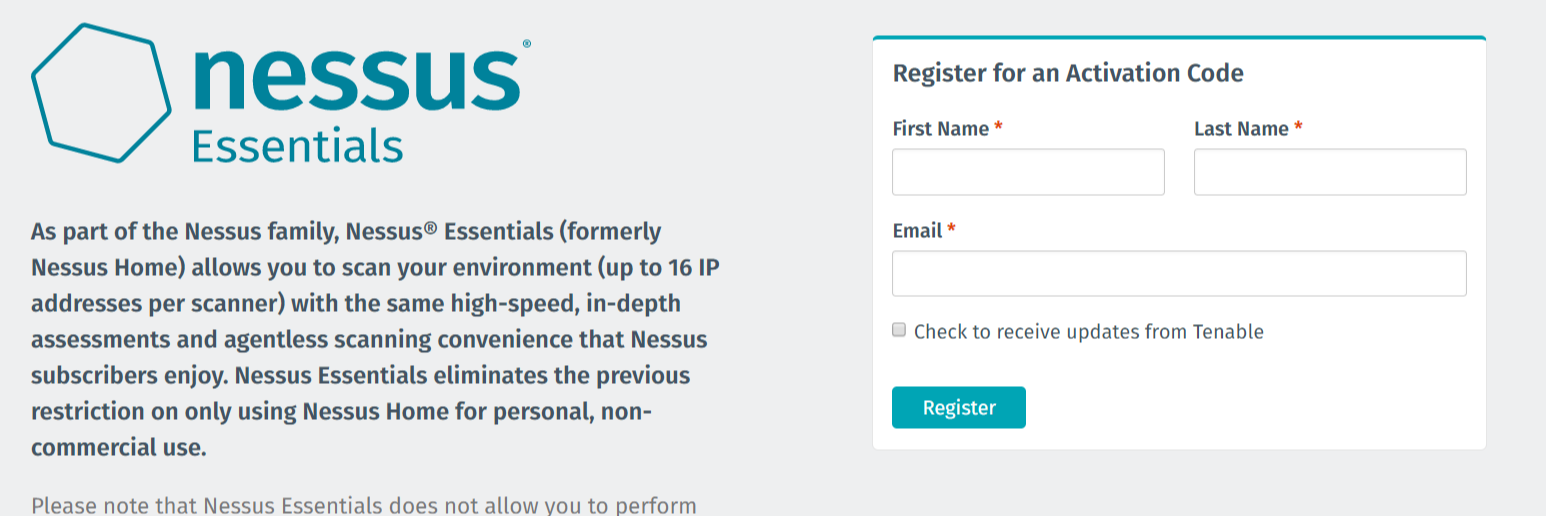 nessus®
Essentials
As part of the Nessus family, Nessus® Essentials (formerly
Nessus Home) allows you to scan your environment (up to 16 IP
addresses per scanner) with the same high-speed, in-depth
assessments and agentless scanning convenience that Nessus
subscribers enjoy. Nessus Essentials eliminates the previous
restriction on only using Nessus Home for personal, non-
commercial use.
Please note that Nessus Essentials does not allow you to perform
Register for an Activation Code
First Name *
Last Name *
Email *
Check to receive updates from Tenable
Register